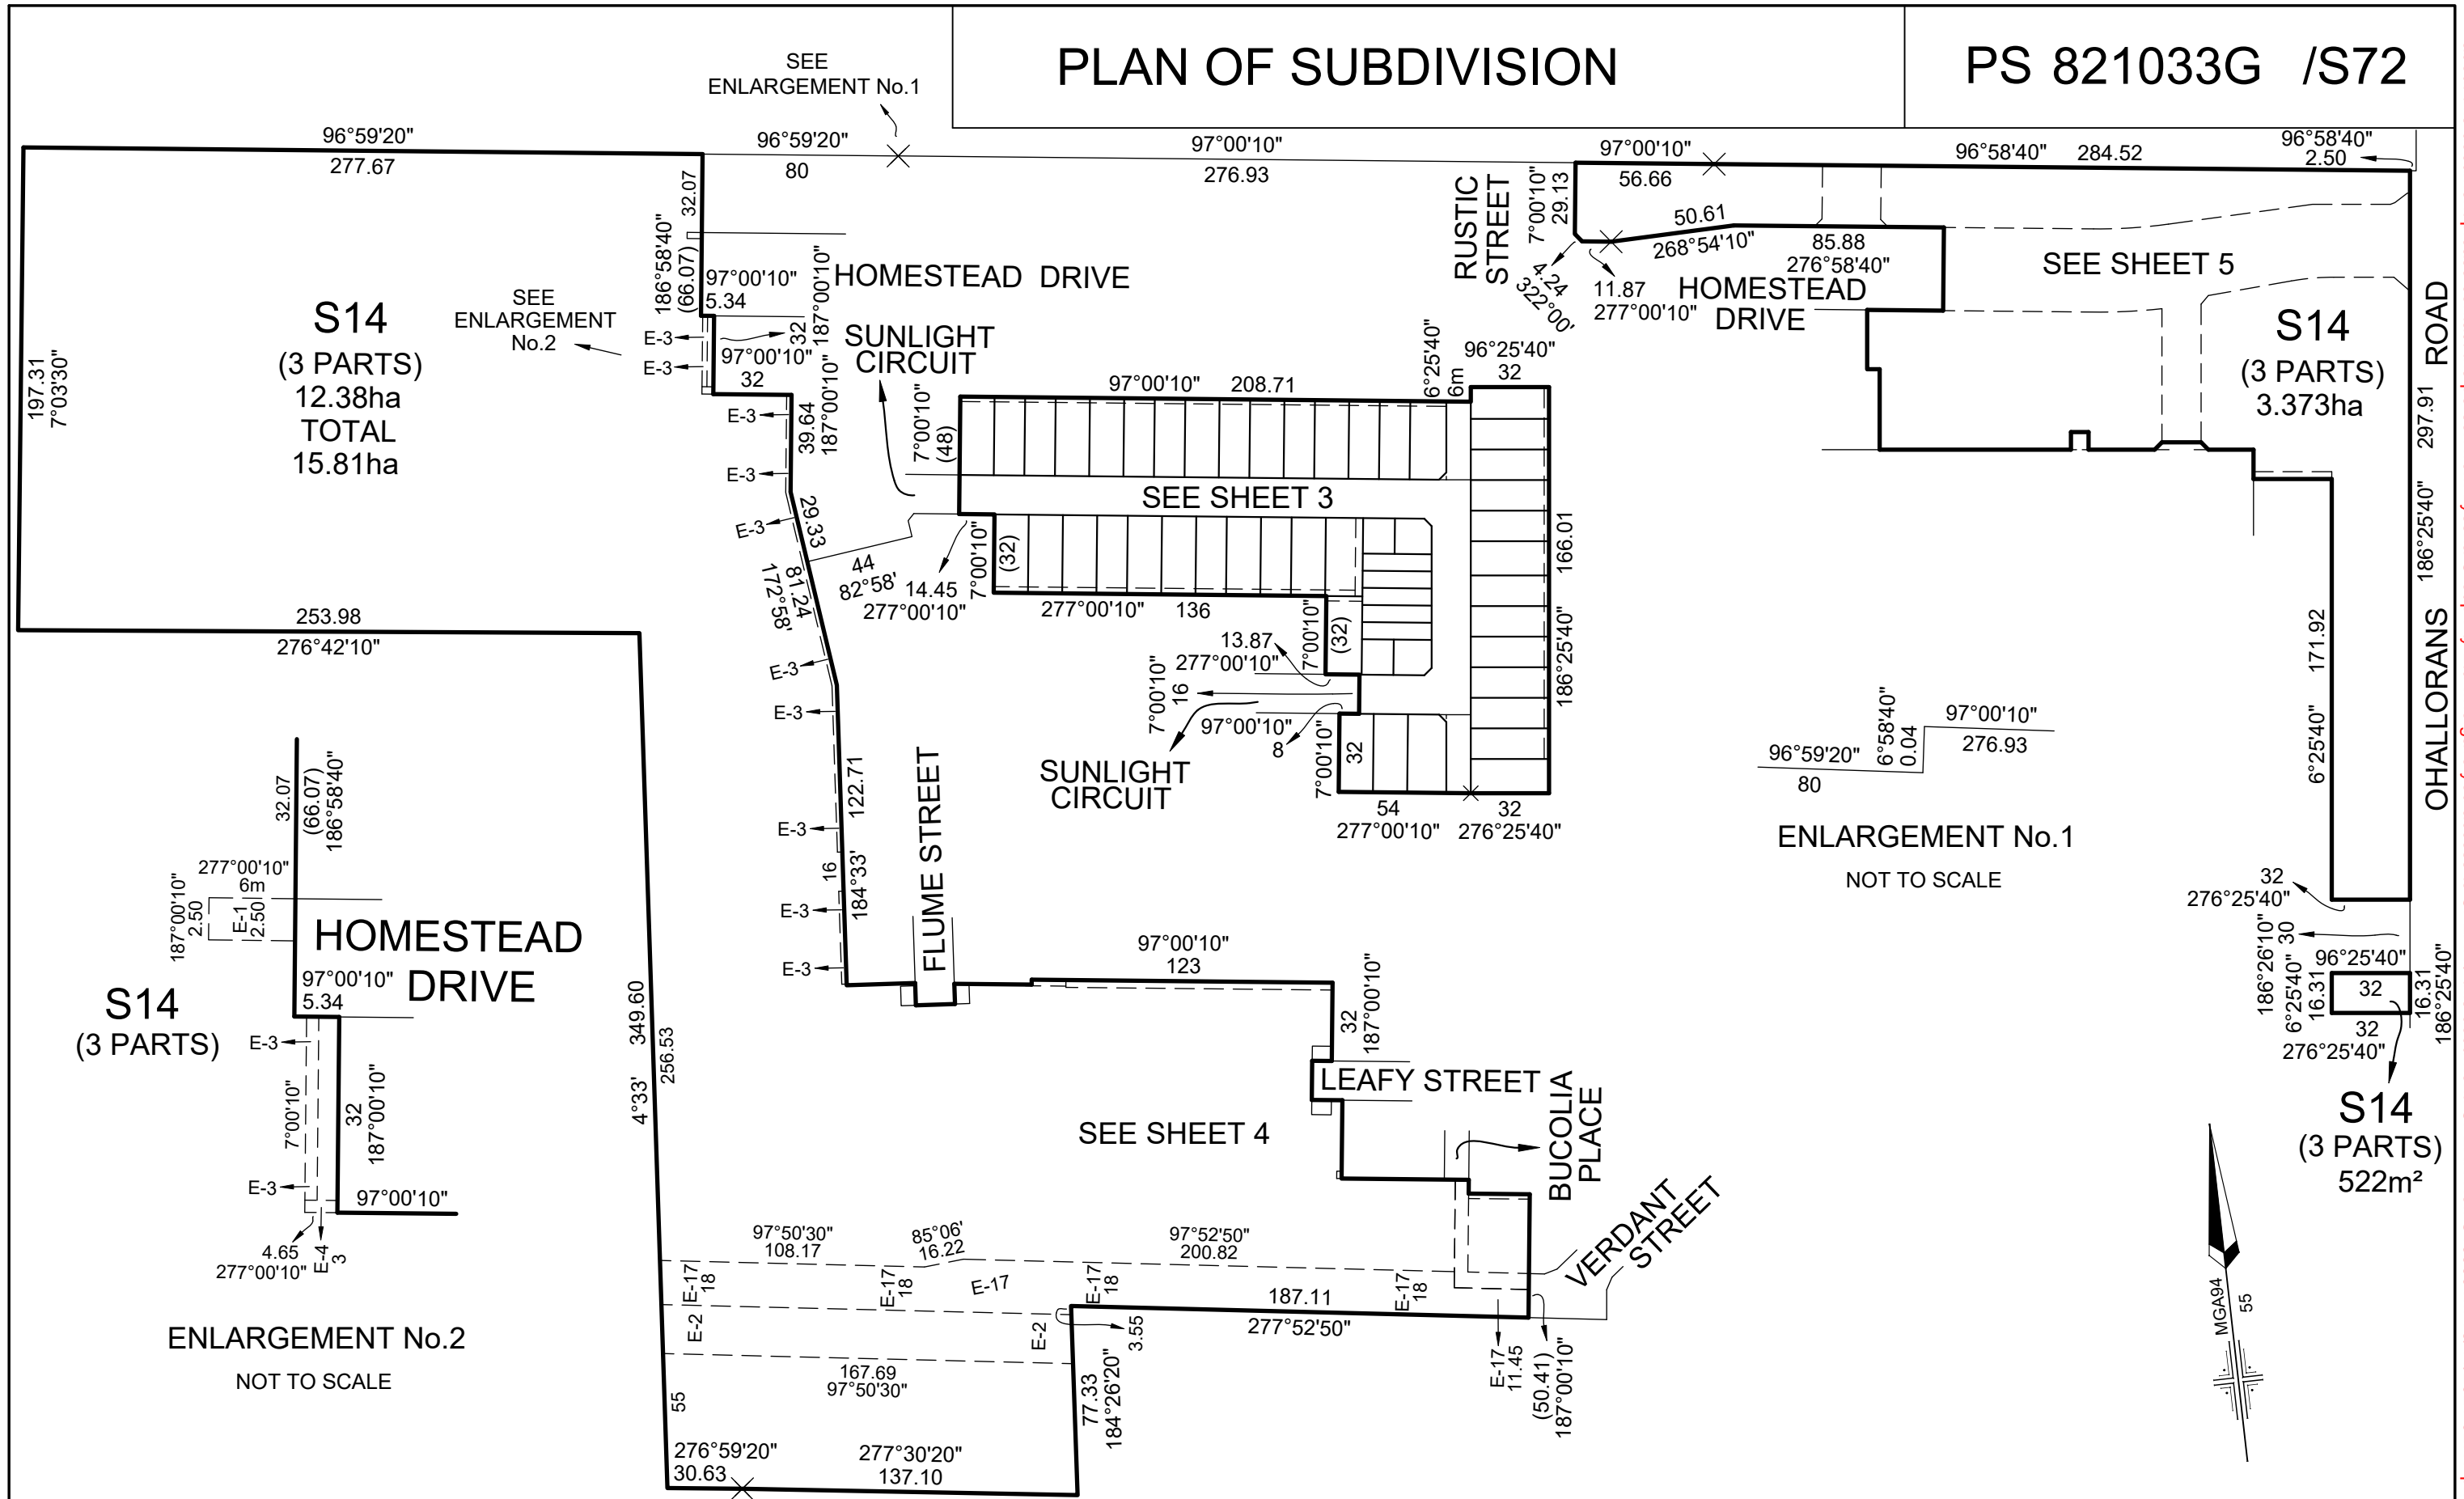 PLAN OF SUBDIVISION
PS 821033G /S72
SEE
ENLARGEMENT No.1
96°59'20"
277.67
96°59'20"
80
97°00'10"
276.93
97°00'10"
56.66
96°58'40" 284.52
96°58'40"
2.50
197.31
7°03'30"
S14
(3 PARTS)
12.38ha
TOTAL
15.81ha
SEE
ENLARGEMENT
No.2
32.07
186°58'40"
(66.07)
97°00'10"
5.34
E-3
E-3
32
187°00'10"
97°00'10"
32
HOMESTEAD DRIVE
SUNLIGHT
CIRCUIT
E-3
E-3
39.64
187°00'10"
E-3
29.33
81.24
172°58'
E-3
44
82°58'
14.45
277°00'10"
7°00'10"
(48)
97°00'10" 208.71
6°25'40"
6m
96°25'40"
32
SEE SHEET 3
7°00'10"
(32)
277°00'10" 136
166.01
186°25'40"
13.87
277°00'10"
7°00'10"
(32)
7°00'10"
16
97°00'10"
8
7°00'10"
32
SUNLIGHT
CIRCUIT
54
277°00'10"
32
276°25'40"
RUSTIC
STREET
7°00'10"
29.13
4.24
322°00'
11.87
277°00'10"
50.61
268°54'10"
85.88
276°58'40"
HOMESTEAD
DRIVE
SEE SHEET 5
S14
(3 PARTS)
3.373ha
OHALLORANS ROAD
297.91
186°25'40"
171.92
6°25'40"
253.98
276°42'10"
E-3
122.71
E-3
16
184°33'
E-3
E-3
FLUME STREET
96°59'20"
80
6°58'40"
0.04
97°00'10"
276.93
ENLARGEMENT No.1
NOT TO SCALE
32
276°25'40"
186°26'10"
30
96°25'40"
6°25'40"
16.31
32
16.31
186°25'40"
32
276°25'40"
S14
(3 PARTS)
522m²
32.07
(66.07)
186°58'40"
277°00'10"
6m
187°00'10"
2.50
E-1
2.50
HOMESTEAD
DRIVE
97°00'10"
5.34
S14
(3 PARTS)
E-3
7°00'10"
32
187°00'10"
E-3
97°00'10"
4.65
277°00'10"
E-4
3
ENLARGEMENT No.2
NOT TO SCALE
349.60
4°33'
256.53
97°00'10"
123
32
187°00'10"
LEAFY STREET
SEE SHEET 4
BUCOLIA
PLACE
VERDANT
STREET
97°50'30"
108.17
85°06'
16.22
97°52'50"
200.82
E-17
18
E-17
18
E-17
E-17
18
E-17
18
E-2
E-2
3.55
187.11
277°52'50"
E-17
11.45
(50.41)
187°00'10"
167.69
97°50'30"
55
77.33
184°26'20"
276°59'20"
30.63
277°30'20"
137.10
MGA94
55